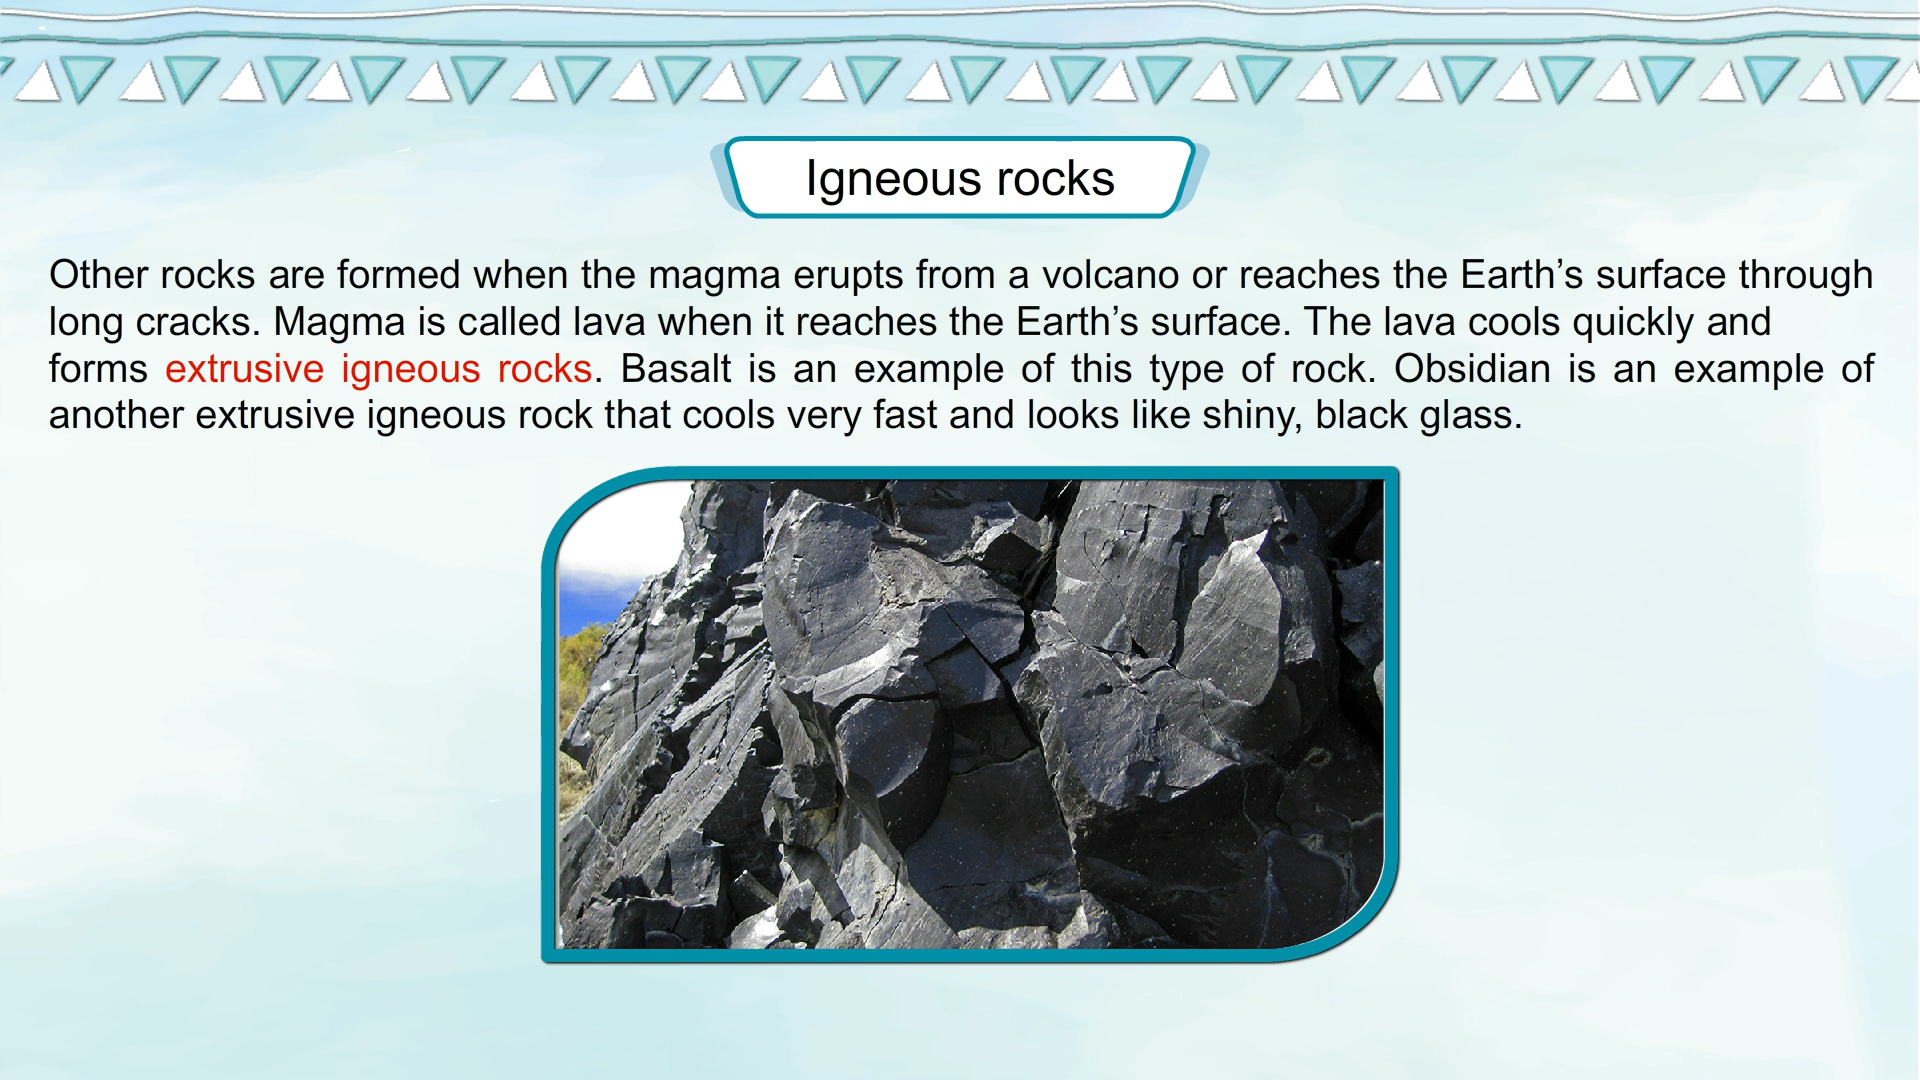 Igneous rocks
Other rocks are formed when the magma erupts from a volcano or reaches the Earth’s surface through
long cracks. Magma is called lava when it reaches the Earth’s surface. The lava cools quickly and
forms extrusive igneous rocks. Basalt is an example of this type of rock. Obsidian is an example of
another extrusive igneous rock that cools very fast and looks like shiny, black glass.